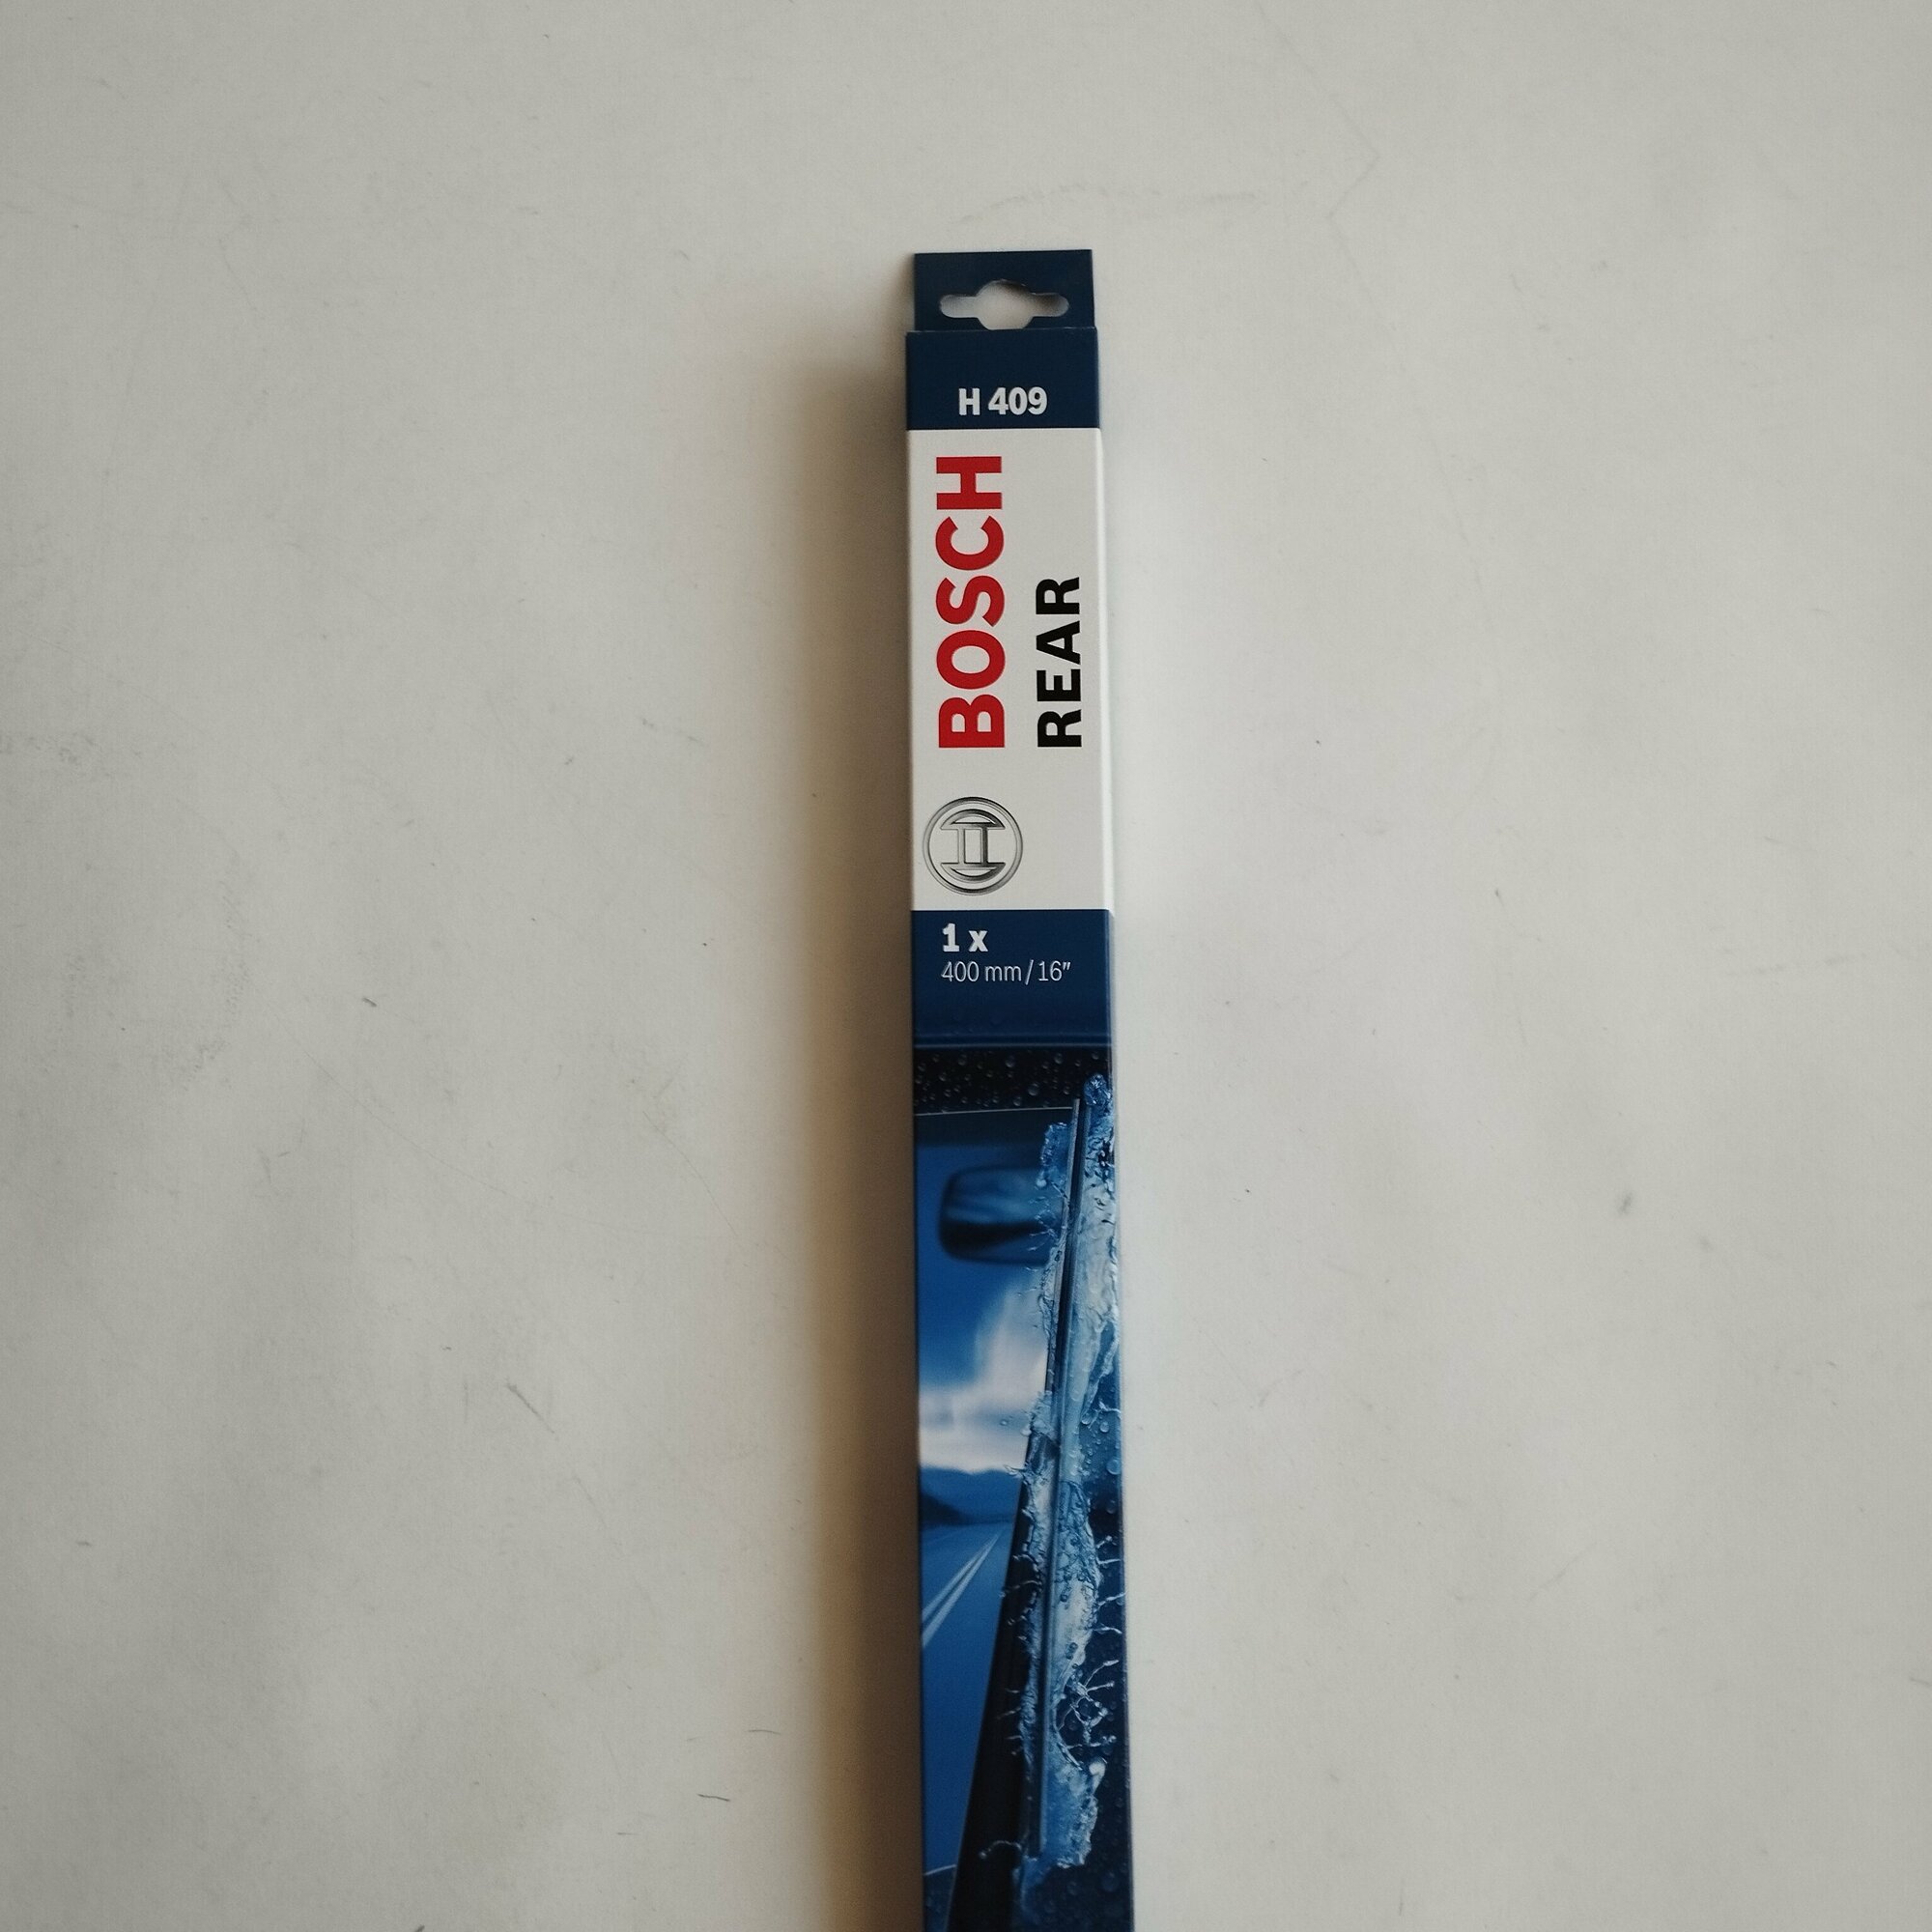 H 409
BOSCH
REAR
1 x
400 mm / 16"